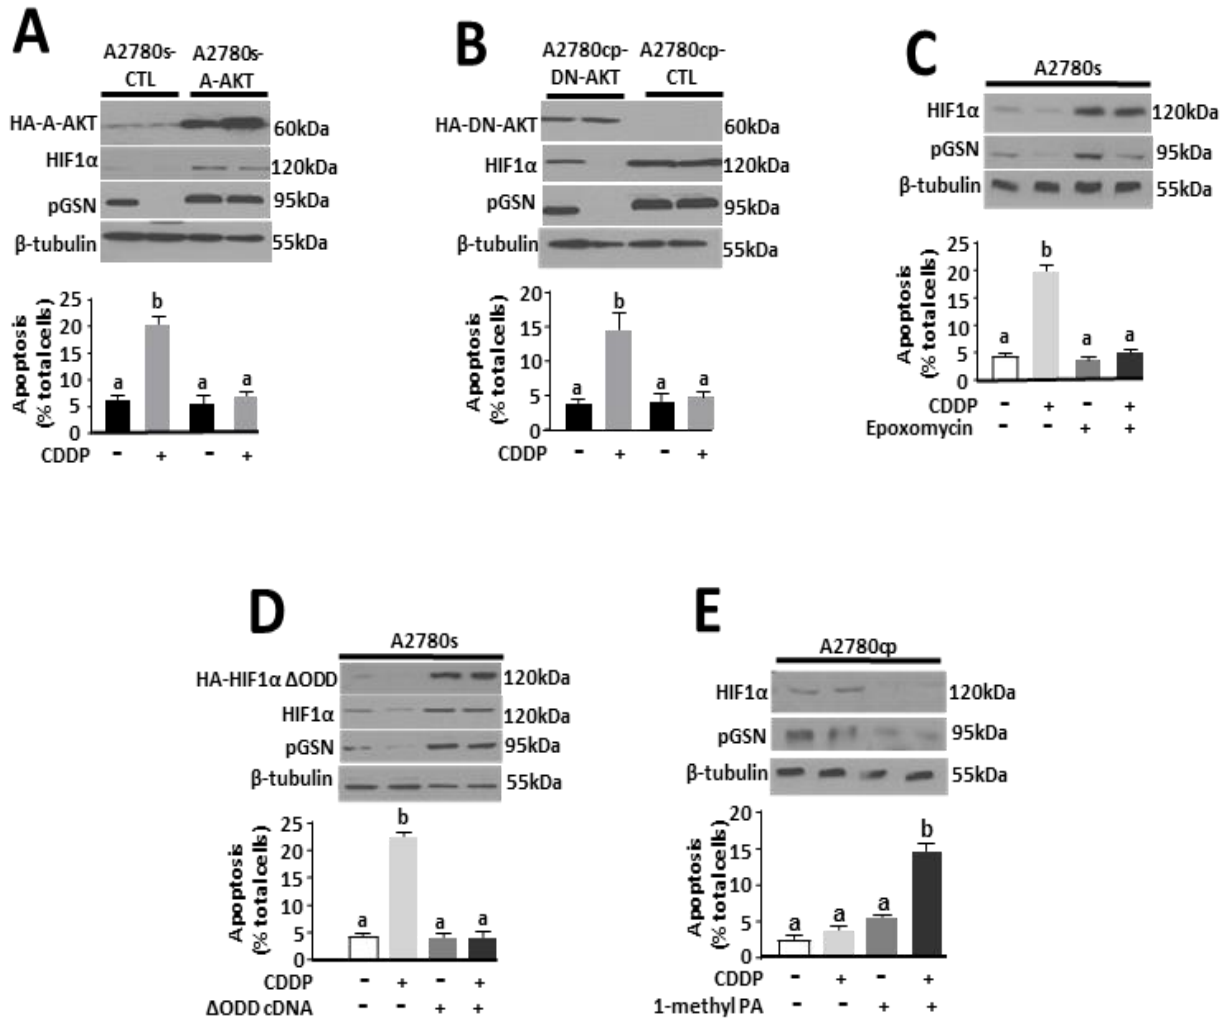 A
A2780s-
CTL
A2780s-
A-AKT
HA-A-AKT
60kDa
HIF1α
120kDa
pGSN
95kDa
β-tubulin
55kDa
Apoptosis
(% total cells)
25
20
15
10
5
0
a
b
a
a
CDDP
- + - +
B
A2780cp-
DN-AKT
A2780cp-
CTL
HA-DN-AKT
60kDa
HIF1α
120kDa
pGSN
95kDa
β-tubulin
55kDa
Apoptosis
(% total cells)
20
15
10
5
0
a
b
a
a
CDDP
- + - +
C
A2780s
HIF1α
120kDa
pGSN
95kDa
β-tubulin
55kDa
Apoptosis
(% total cells)
25
20
15
10
5
0
a
b
a
a
CDDP
- + - +
Epoxomycin
- - + +
D
A2780s
HA-HIF1α ΔODD
120kDa
HIF1α
120kDa
pGSN
95kDa
β-tubulin
55kDa
Apoptosis
(% total cells)
25
20
15
10
5
0
a
b
a
a
CDDP
- + - +
ΔODD cDNA
- - + +
E
A2780cp
HIF1α
120kDa
pGSN
95kDa
β-tubulin
55kDa
Apoptosis
(% total cells)
20
15
10
5
0
a
a
a
b
CDDP
- + - +
1-methyl PA
- - + +